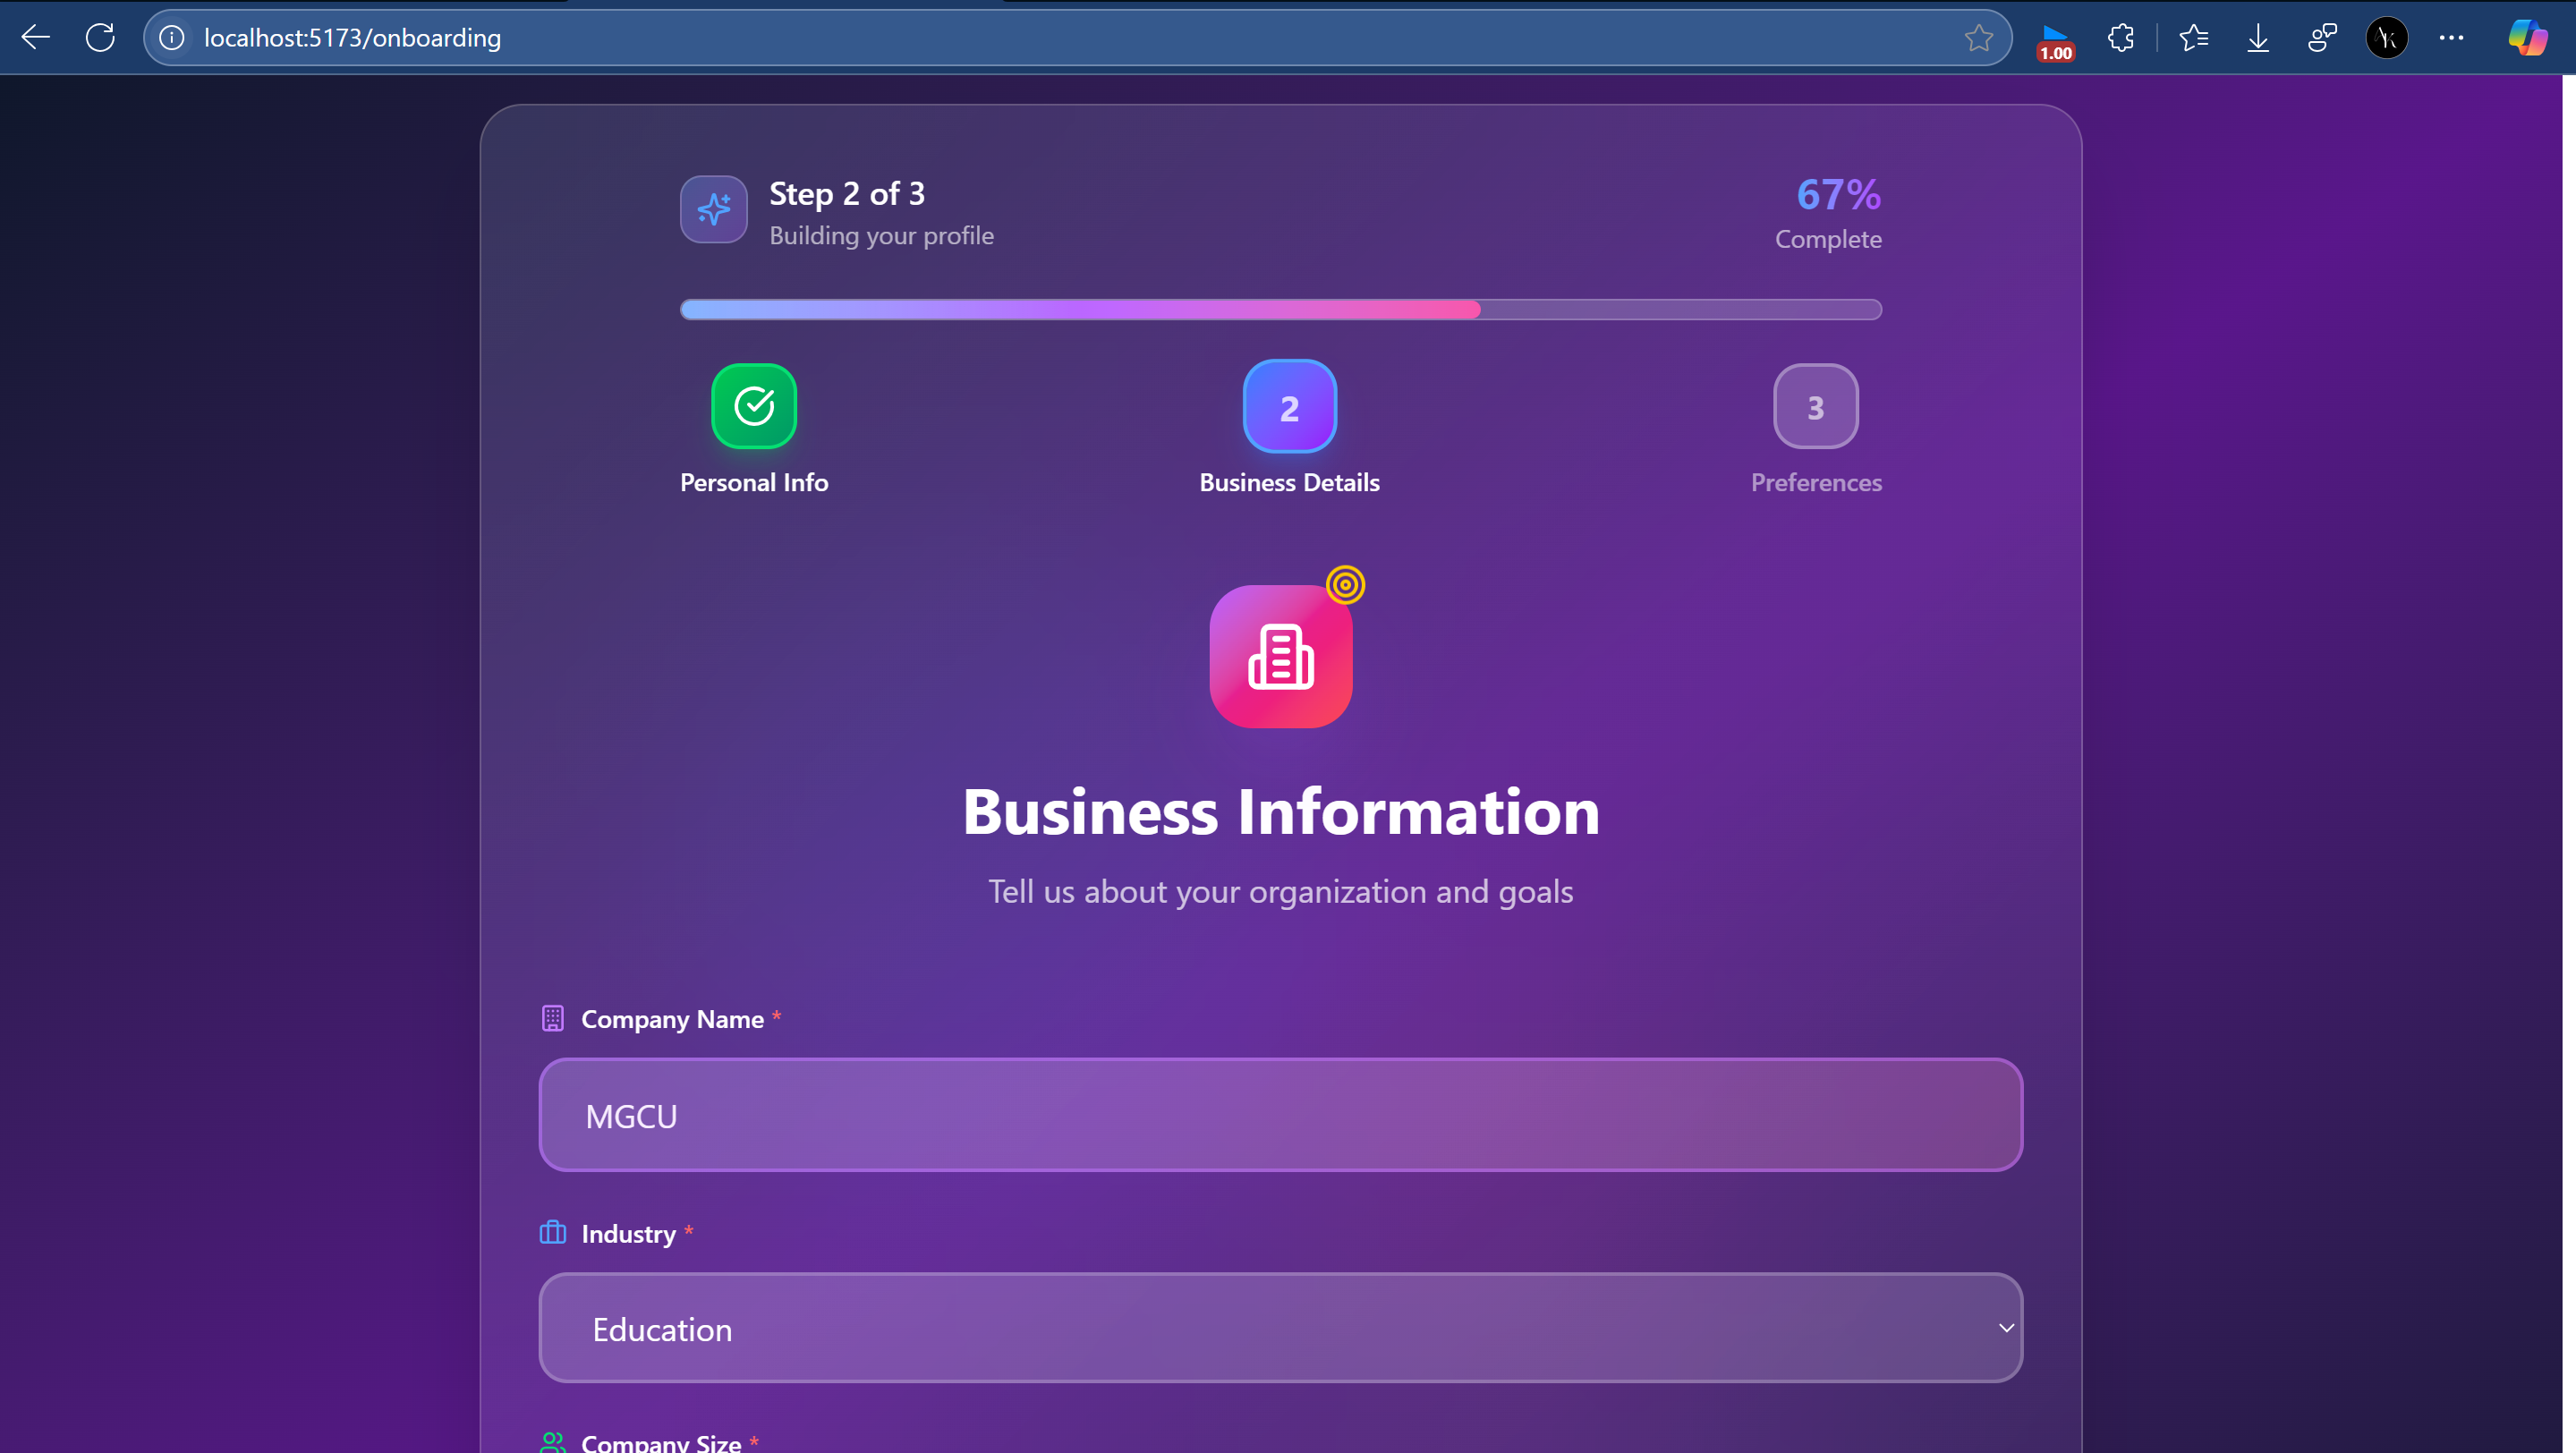 localhost:5173/onboarding
1.00
Step 2 of 3
Building your profile
67%
Complete
2
3
Personal Info
Business Details
Preferences
Business Information
Tell us about your organization and goals
Company Name *
MGCU
Industry *
Education
Company Size *